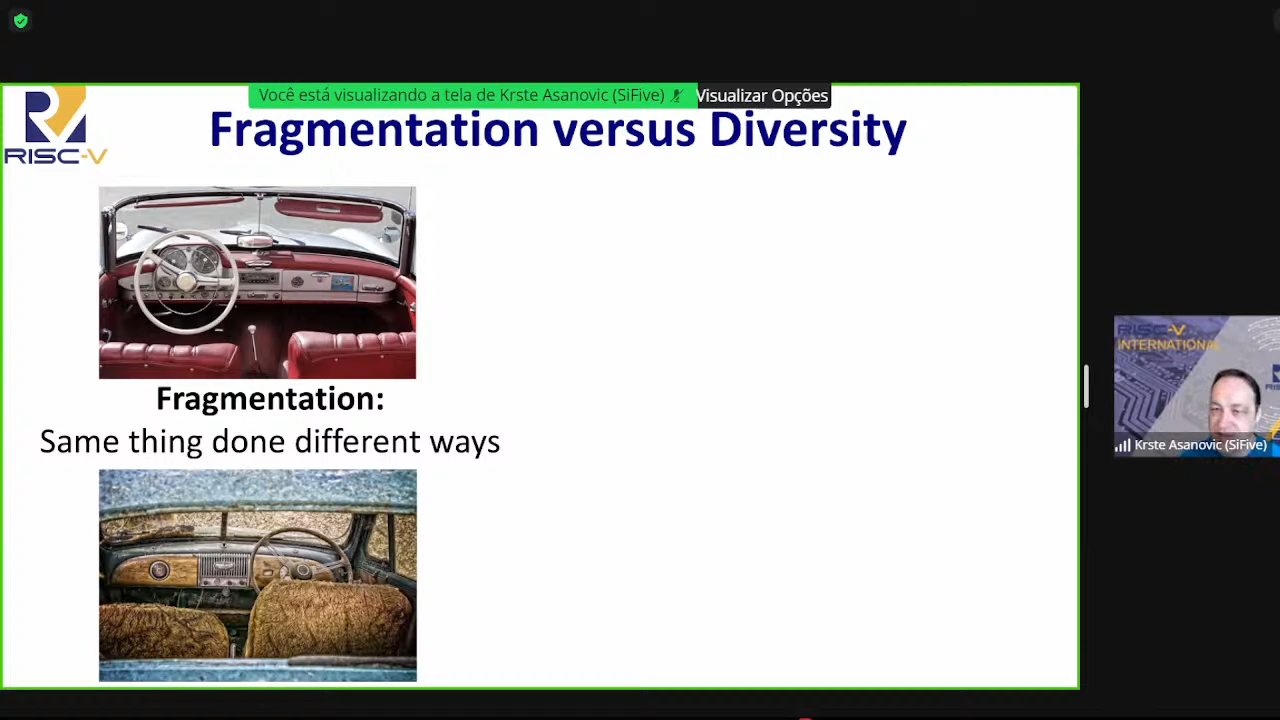 Você está visualizando a tela de Krste Asanovic (SiFive)
Visualizar Opções
RISC-V
Fragmentation versus Diversity
Fragmentation:
Same thing done different ways
RISC-V
INTERNATIONAL
Krste Asanovic (SiFive)